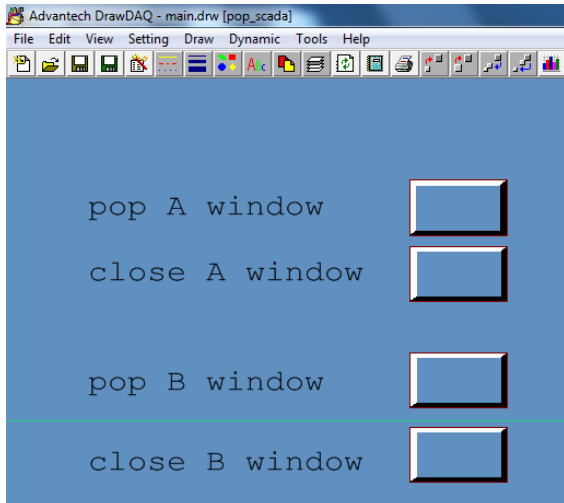 Advantech DrawDAQ - main.drw [pop_scada]
File Edit View Setting Draw Dynamic Tools Help
ABc
pop A window
close A window
pop B window
close B window